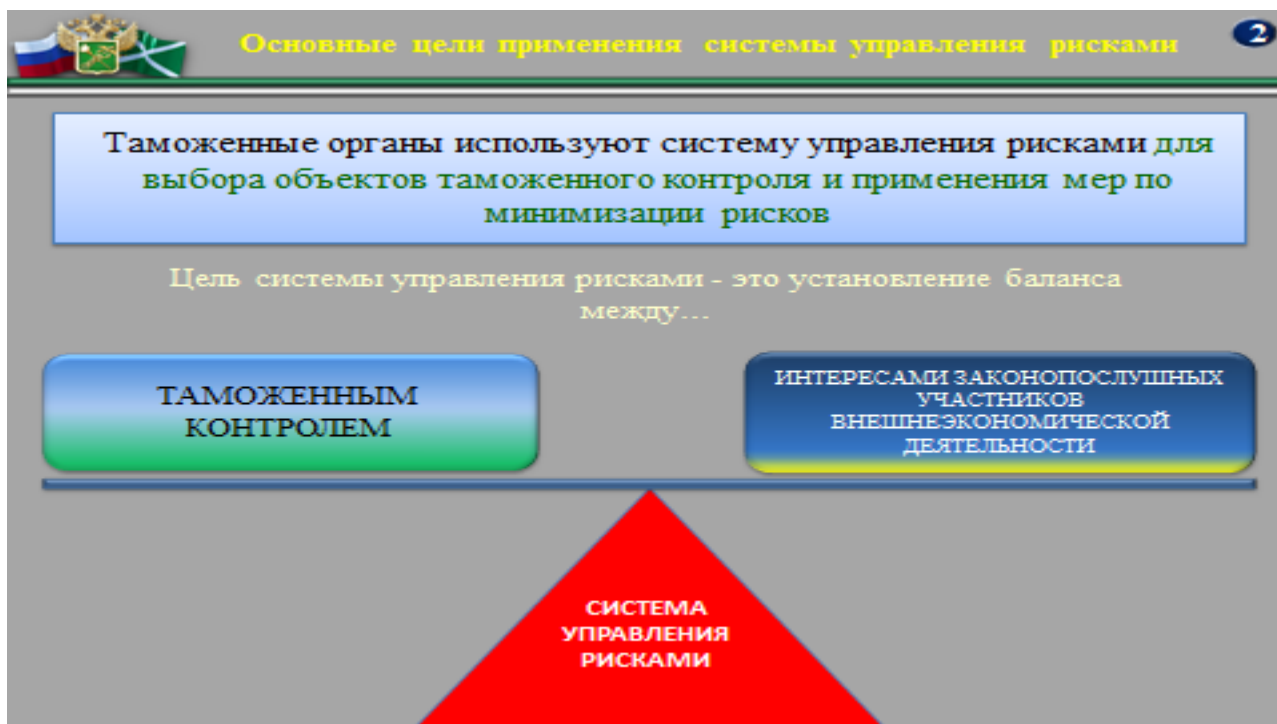 Основные цели применения системы управления рисками
2
Таможенные органы используют систему управления рисками для
выбора объектов таможенного контроля и применения мер по
минимизации рисков
Цель системы управления рисками - это установление баланса
между...
ТАМОЖЕННЫМ
КОНТРОЛЕМ
ИНТЕРЕСАМИ ЗАКОНОПОСЛУШНЫХ
УЧАСТНИКОВ
ВНЕШНЕЭКОНОМИЧЕСКОЙ
ДЕЯТЕЛЬНОСТИ
СИСТЕМА
УПРАВЛЕНИЯ
РИСКАМИ